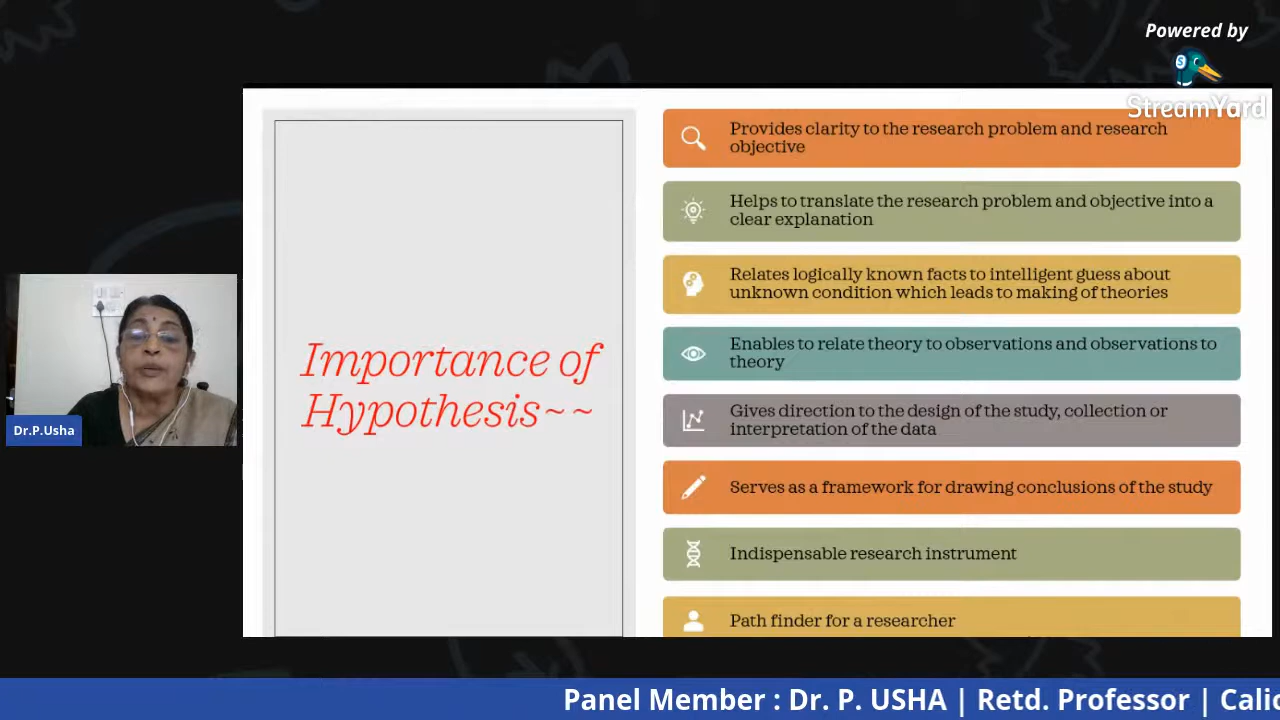 Powered by
StreamYard
Provides clarity to the research problem and research
objective
Helps to translate the research problem and objective into a
clear explanation
Relates logically known facts to intelligent guess about
unknown condition which leads to making of theories
Enables to relate theory to observations and observations to
theory
Gives direction to the design of the study, collection or
interpretation of the data
Serves as a framework for drawing conclusions of the study
Indispensable research instrument
Path finder for a researcher
Importance of
Hypothesis~~
Dr.P.Usha
Panel Member : Dr. P. USHA | Retd. Professor |